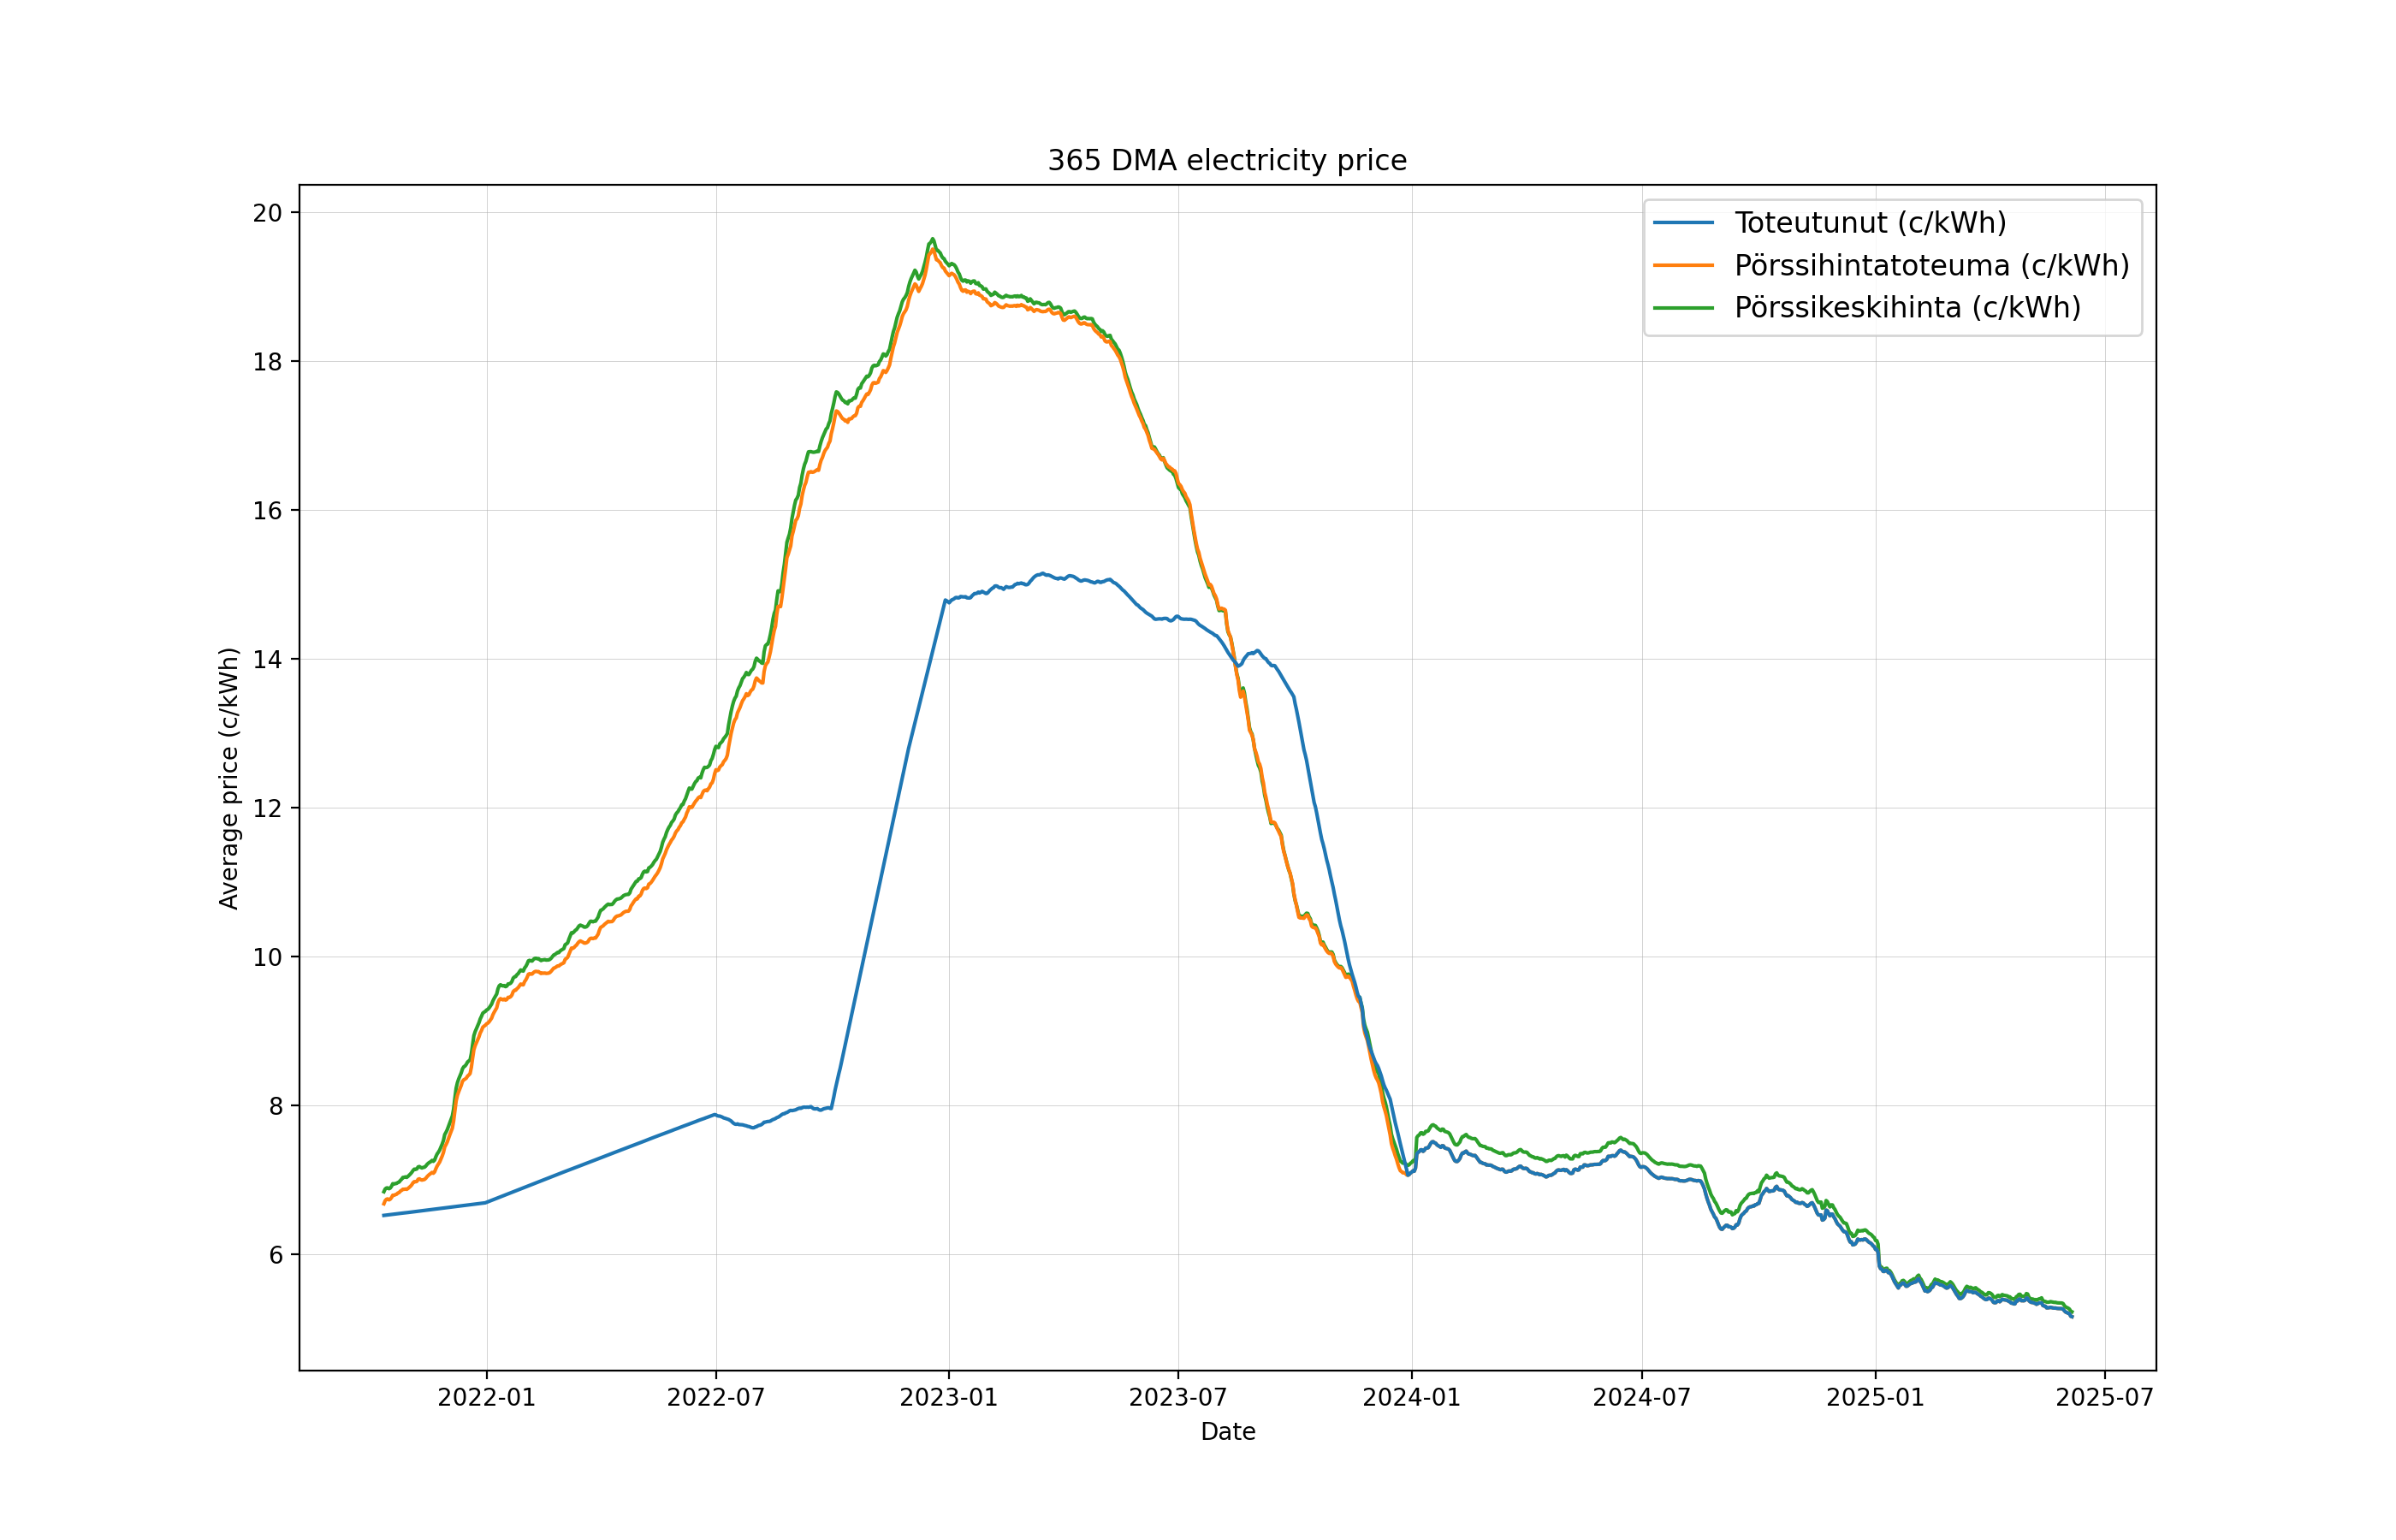 365 DMA electricity price
Toteutunut (c/kWh)
Pörssihintatoteuma (c/kWh)
Pörssikeskihinta (c/kWh)
Average price (c/kWh)
20
18
16
14
12
10
8
6
2022-01
2022-07
2023-01
2023-07
2024-01
2024-07
2025-01
2025-07
Date